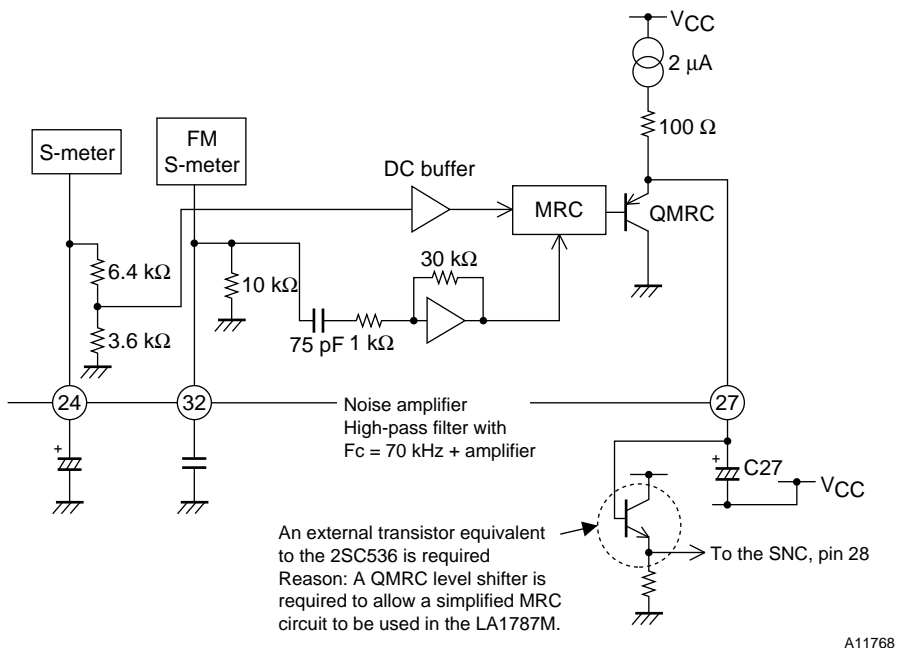 VCC
2 μA
100 Ω
S-meter
FM
S-meter
DC buffer
MRC
QMRC
6.4 kΩ
30 kΩ
10 kΩ
3.6 kΩ
75 pF
1 kΩ
24
32
27
Noise amplifier
High-pass filter with
Fc = 70 kHz + amplifier
+
+
C27
VCC
An external transistor equivalent
to the 2SC536 is required
Reason: A QMRC level shifter is
required to allow a simplified MRC
circuit to be used in the LA1787M.
To the SNC, pin 28
A11768